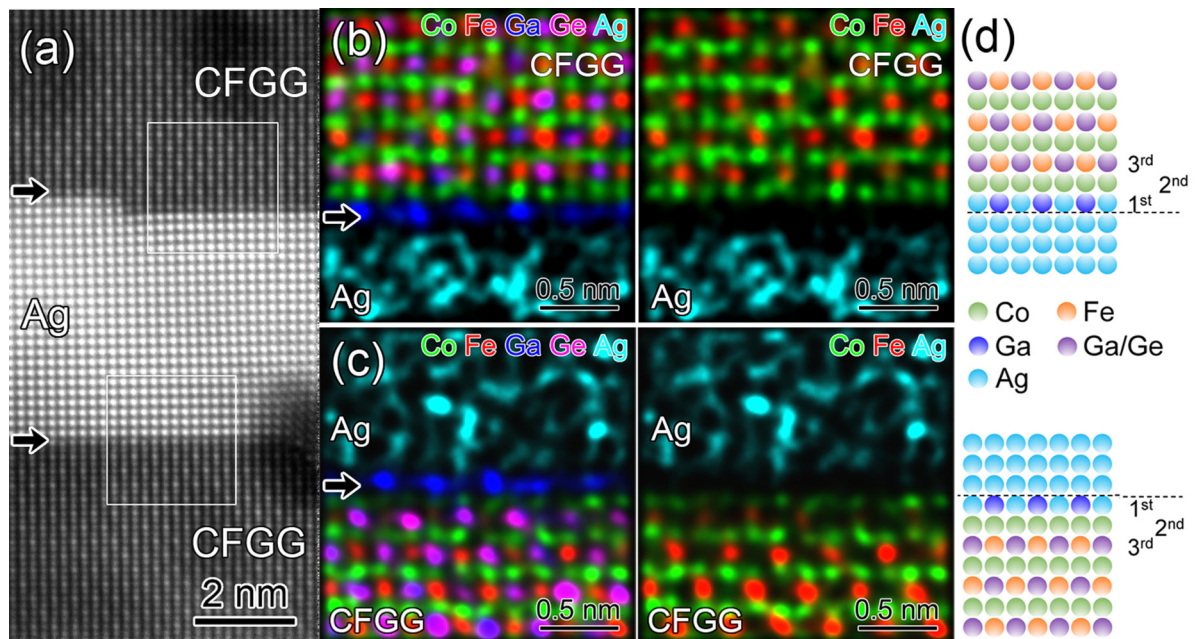 (a)
CFGG
Ag
CFGG
2 nm
(b)
Co Fe Ga Ge Ag
CFGG
Ag
0.5 nm
Co Fe Ag
CFGG
Ag
0.5 nm
(c)
Co Fe Ga Ge Ag
Ag
CFGG
0.5 nm
Co Fe Ag
Ag
CFGG
0.5 nm
(d)
3rd
2nd
1st
Co
Fe
Ga
Ga/Ge
Ag
1st
2nd
3rd